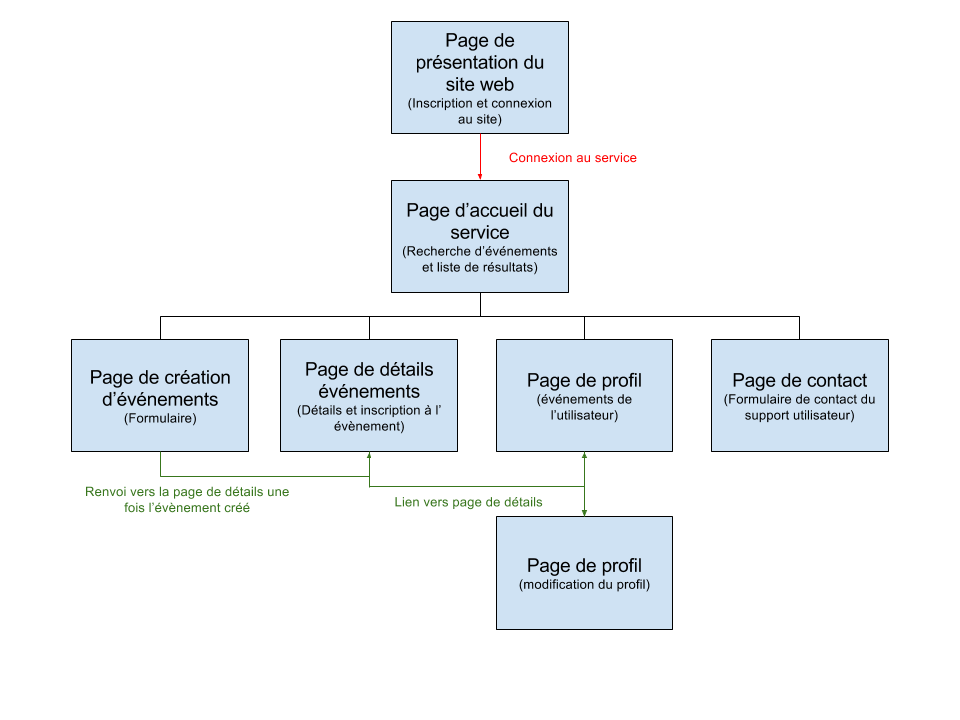 Page de
présentation du
site web
(Inscription et connexion
au site)
Connexion au service
Page d’accueil du
service
(Recherche d’événements
et liste de résultats)
Page de création
d’événements
(Formulaire)
Page de détails
événements
(Détails et inscription à l’
évènement)
Page de profil
(événements de
l’utilisateur)
Page de contact
(Formulaire de contact du
support utilisateur)
Renvoi vers la page de détails une
fois l’évènement créé
Lien vers page de détails
Page de profil
(modification du profil)